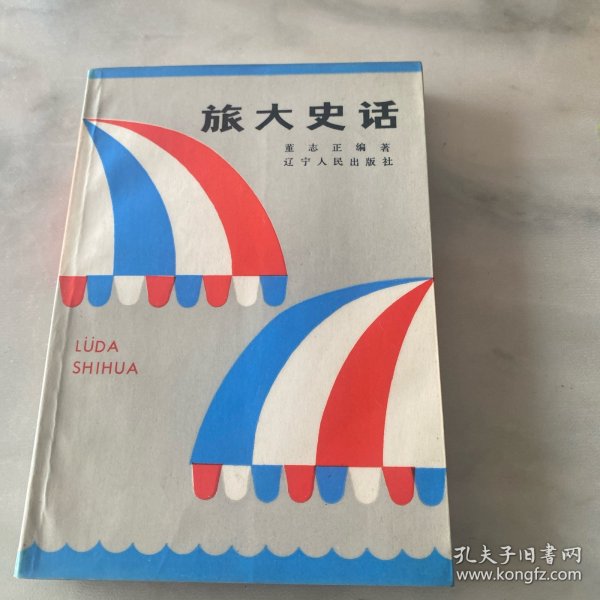 旅大史话
董志正编著
辽宁人民出版社
LÜDA
SHIHUA
孔夫子旧书网
www.kongfz.com